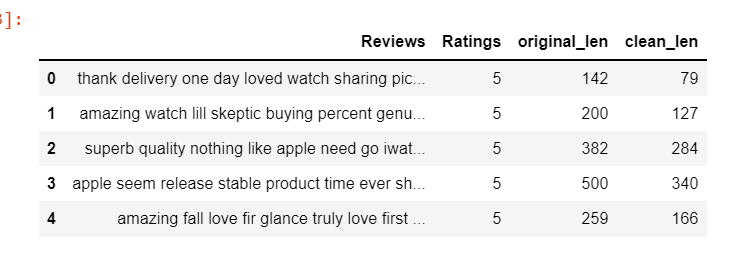 ]:
Reviews Ratings original_len clean_len
0 thank delivery one day loved watch sharing pic... 5 142 79
1 amazing watch lill skeptic buying percent genu... 5 200 127
2 superb quality nothing like apple need go iwat... 5 382 284
3 apple seem release stable product time ever sh... 5 500 340
4 amazing fall love fir glance truly love first ... 5 259 166